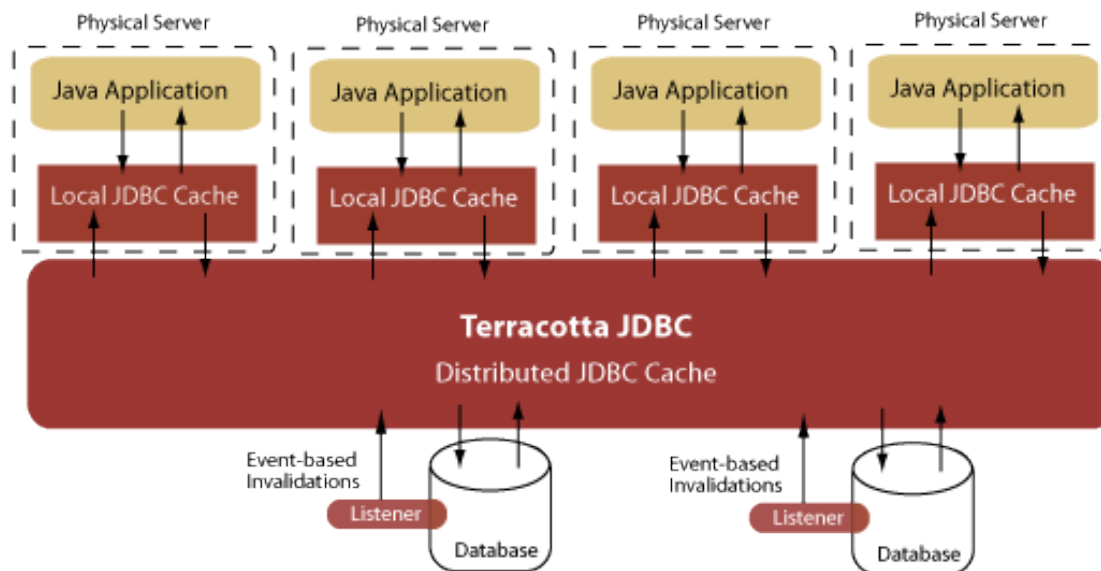 Physical Server
Physical Server
Physical Server
Physical Server
Java Application
Java Application
Java Application
Java Application
Local JDBC Cache
Local JDBC Cache
Local JDBC Cache
Local JDBC Cache
Terracotta JDBC
Distributed JDBC Cache
Event-based
Invalidations
Listener
Database
Event-based
Invalidations
Listener
Database